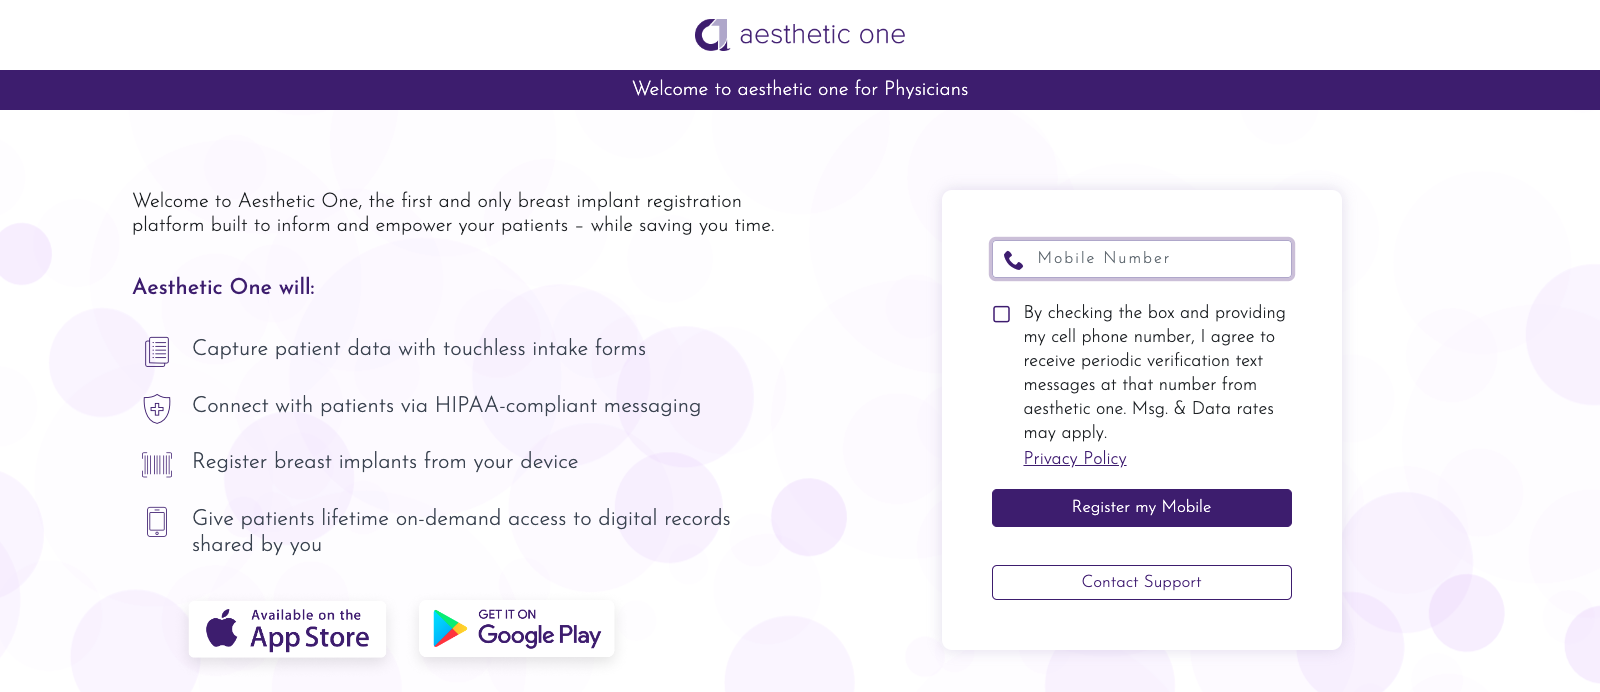 aesthetic one
Welcome to aesthetic one for Physicians
Welcome to Aesthetic One, the first and only breast implant registration
platform built to inform and empower your patients – while saving you time.
Aesthetic One will:
Capture patient data with touchless intake forms
Connect with patients via HIPAA-compliant messaging
Register breast implants from your device
Give patients lifetime on-demand access to digital records
shared by you
Available on the
App Store
GET IT ON
Google Play
Mobile Number
By checking the box and providing
my cell phone number, I agree to
receive periodic verification text
messages at that number from
aesthetic one. Msg. & Data rates
may apply.
Privacy Policy
Register my Mobile
Contact Support